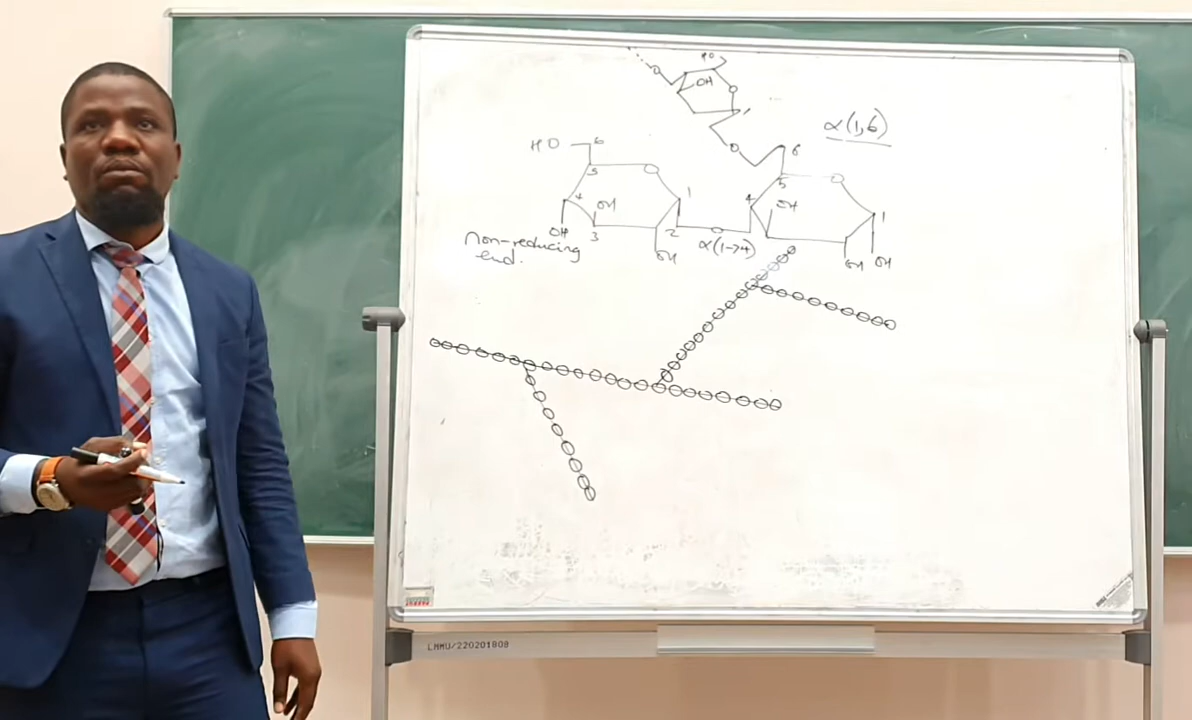 HO
OH
α(1,6)
HO 6
6
5
5
4
OH
1
4
OH
1
OH
3
2
α(1→4)
non-reducing
end.
OH
OH
OH
LMMU/220201808